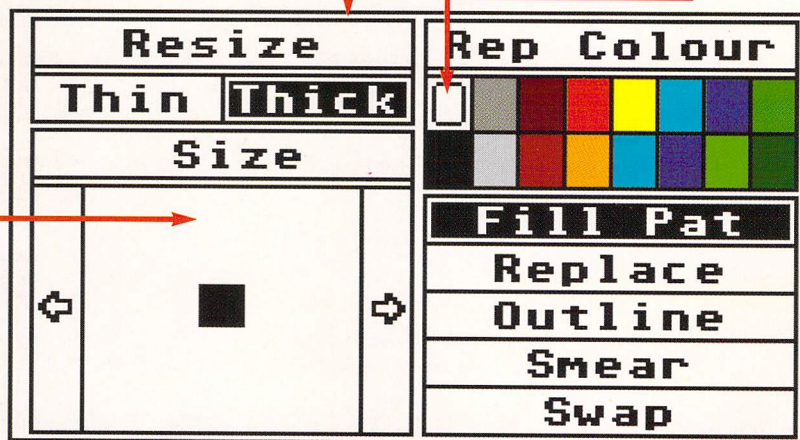 Resize
Thin Thick
Size
Rep Colour
Fill Pat
Replace
Outline
Smear
Swap